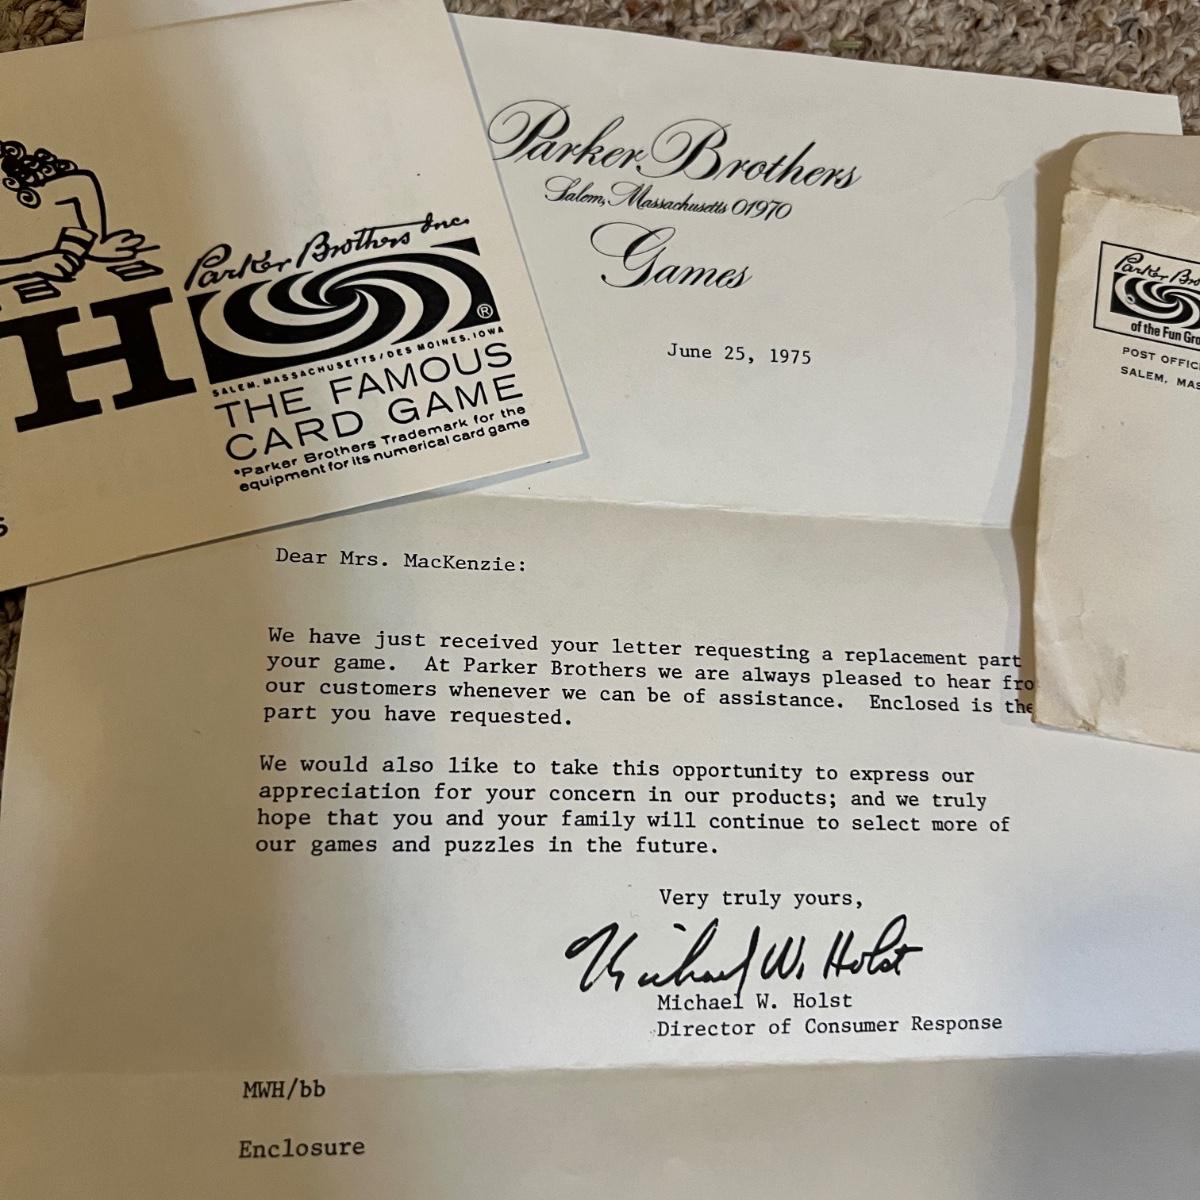 Parker Brothers
Salem, Massachusetts 01970
Games
June 25, 1975
H
Parker Brothers Inc.
®
SALEM, MASSACHUSETTS/DES MOINES, IOWA
THE FAMOUS
CARD GAME
*Parker Brothers Trademark for the
equipment for its numerical card game
Parker Bro
of the Fun Gro
POST OFFIC
SALEM, MAS
Dear Mrs. MacKenzie:
We have just received your letter requesting a replacement part
your game. At Parker Brothers we are always pleased to hear fro
our customers whenever we can be of assistance. Enclosed is the
part you have requested.
We would also like to take this opportunity to express our
appreciation for your concern in our products; and we truly
hope that you and your family will continue to select more of
our games and puzzles in the future.
Very truly yours,
Michael W. Holst
Michael W. Holst
Director of Consumer Response
MWH/bb
Enclosure